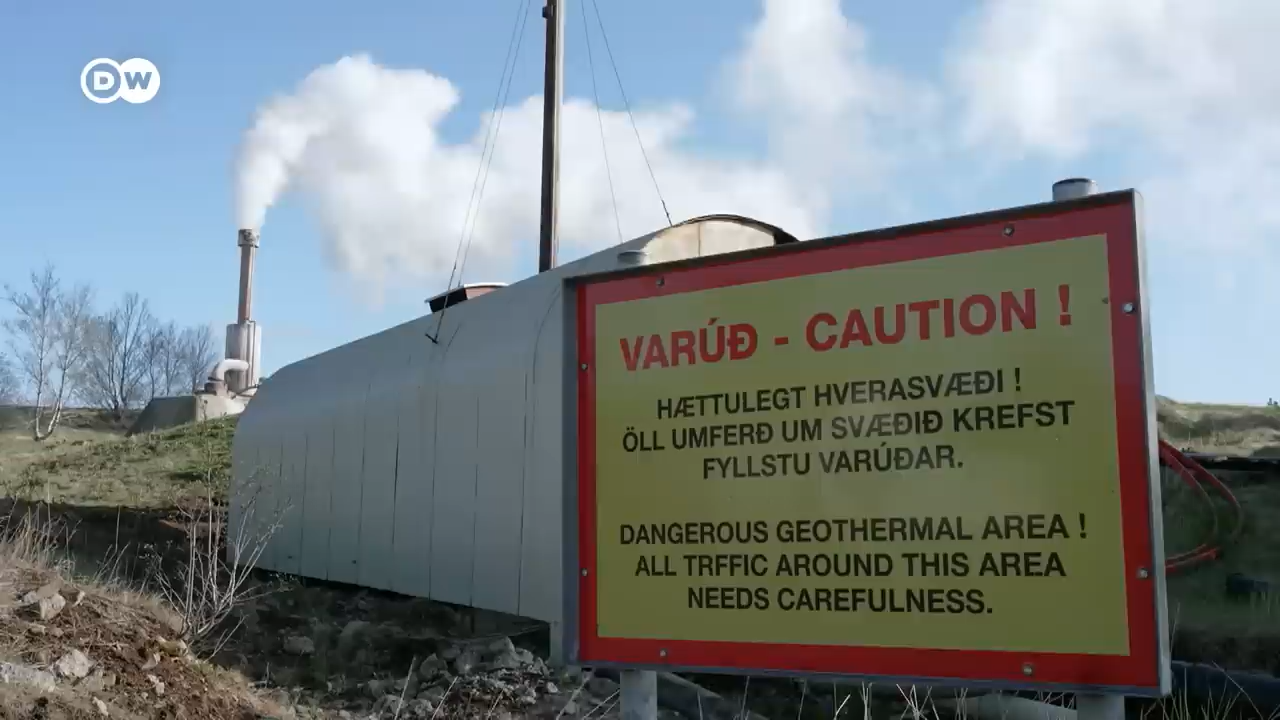 DW
VARÚÐ - CAUTION !
HÆTTULEGT HVERASVÆÐI !
ÖLL UMFERÐ UM SVÆÐIÐ KREFST
FYLLSTU VARÚÐAR.
DANGEROUS GEOTHERMAL AREA !
ALL TRFFIC AROUND THIS AREA
NEEDS CAREFULNESS.